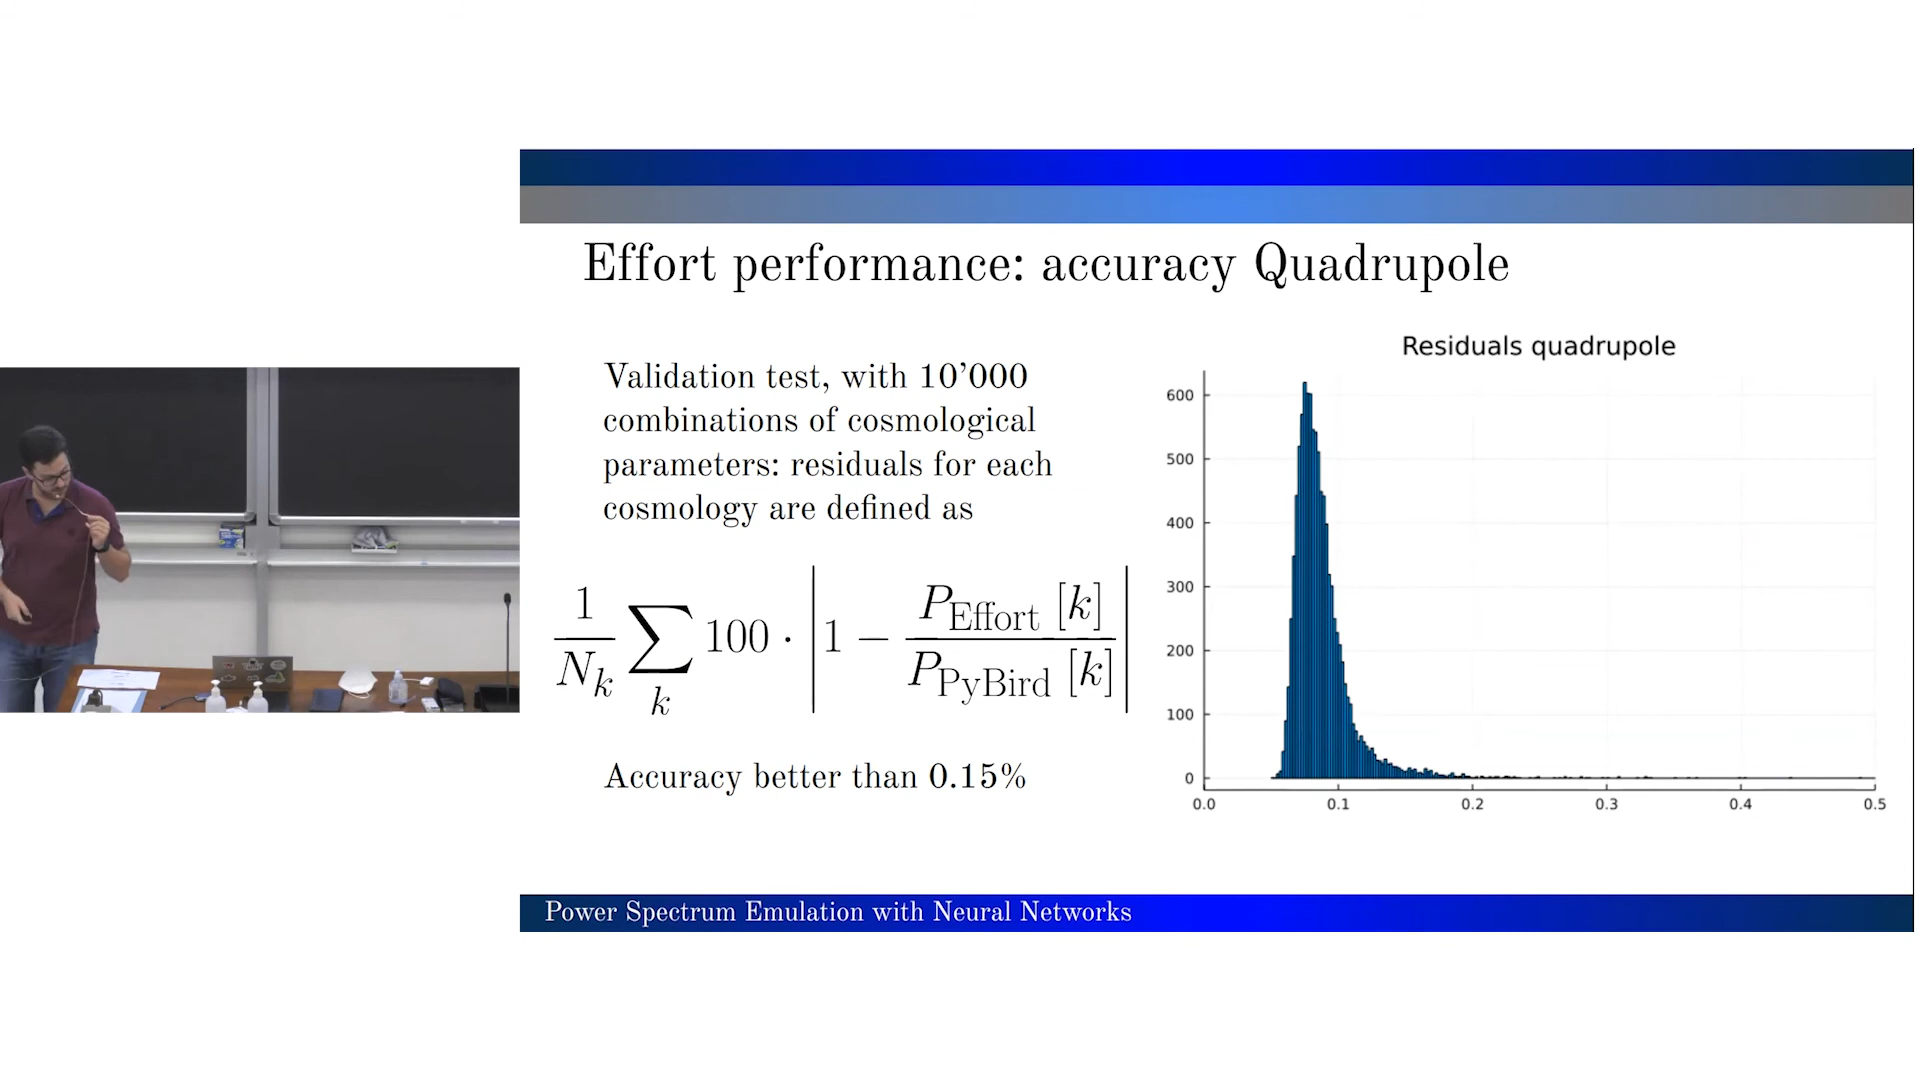 Effort performance: accuracy Quadrupole
Validation test, with 10’000
combinations of cosmological
parameters: residuals for each
cosmology are defined as
1/N_k ∑_k 100 · |1 − P_Effort [k] / P_PyBird [k]|
Accuracy better than 0.15%
Residuals quadrupole
600
500
400
300
200
100
0
0.0 0.1 0.2 0.3 0.4 0.5
Power Spectrum Emulation with Neural Networks